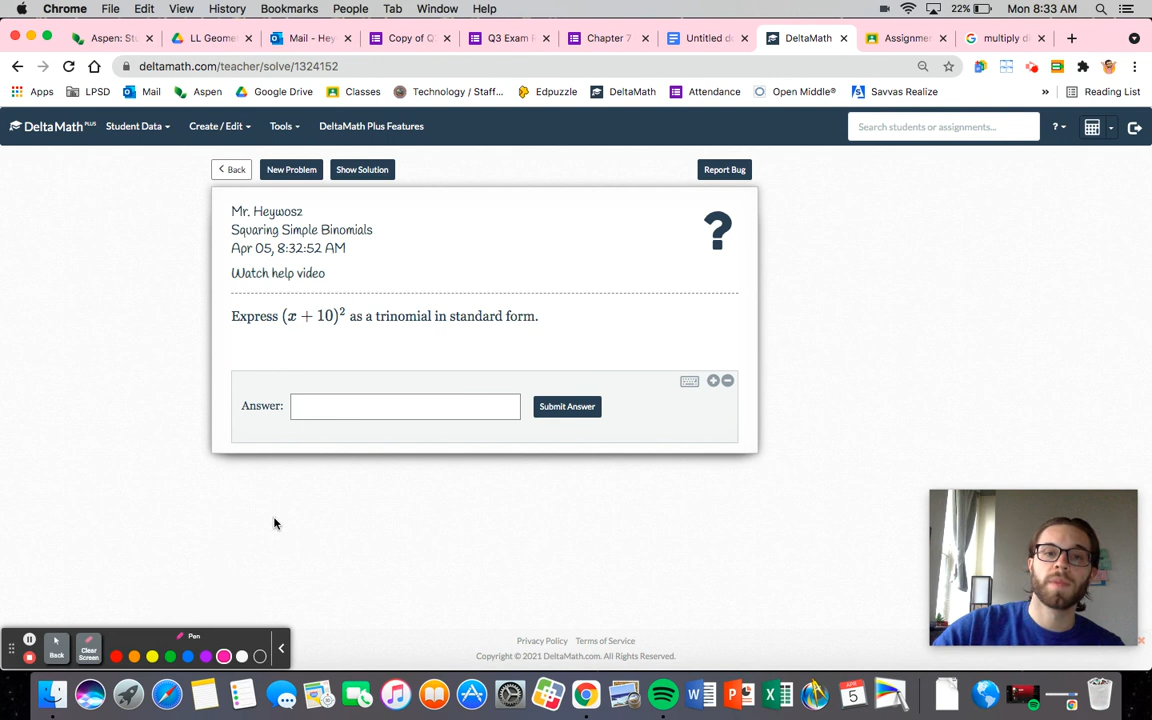 Chrome File Edit View History Bookmarks People Tab Window Help 22% Mon 8:33 AM
Aspen: Stu LL Geome Mail - Hey Copy of Q Q3 Exam F Chapter 7 Untitled d DeltaMath Assignme multiply d
deltamath.com/teacher/solve/1324152
Apps LPSD Mail Aspen Google Drive Classes Technology / Staff... Edpuzzle DeltaMath Attendance Open Middle® Savvas Realize » Reading List
DeltaMath PLUS Student Data Create / Edit Tools DeltaMath Plus Features Search students or assignments... ?
Back New Problem Show Solution Report Bug
Mr. Heywosz
Squaring Simple Binomials
Apr 05, 8:32:52 AM
Watch help video
?
Express (x + 10)² as a trinomial in standard form.
Answer: Submit Answer
Pen
Back Clear Screen
Privacy Policy Terms of Service
Copyright © 2021 DeltaMath.com. All Rights Reserved.
APR 5